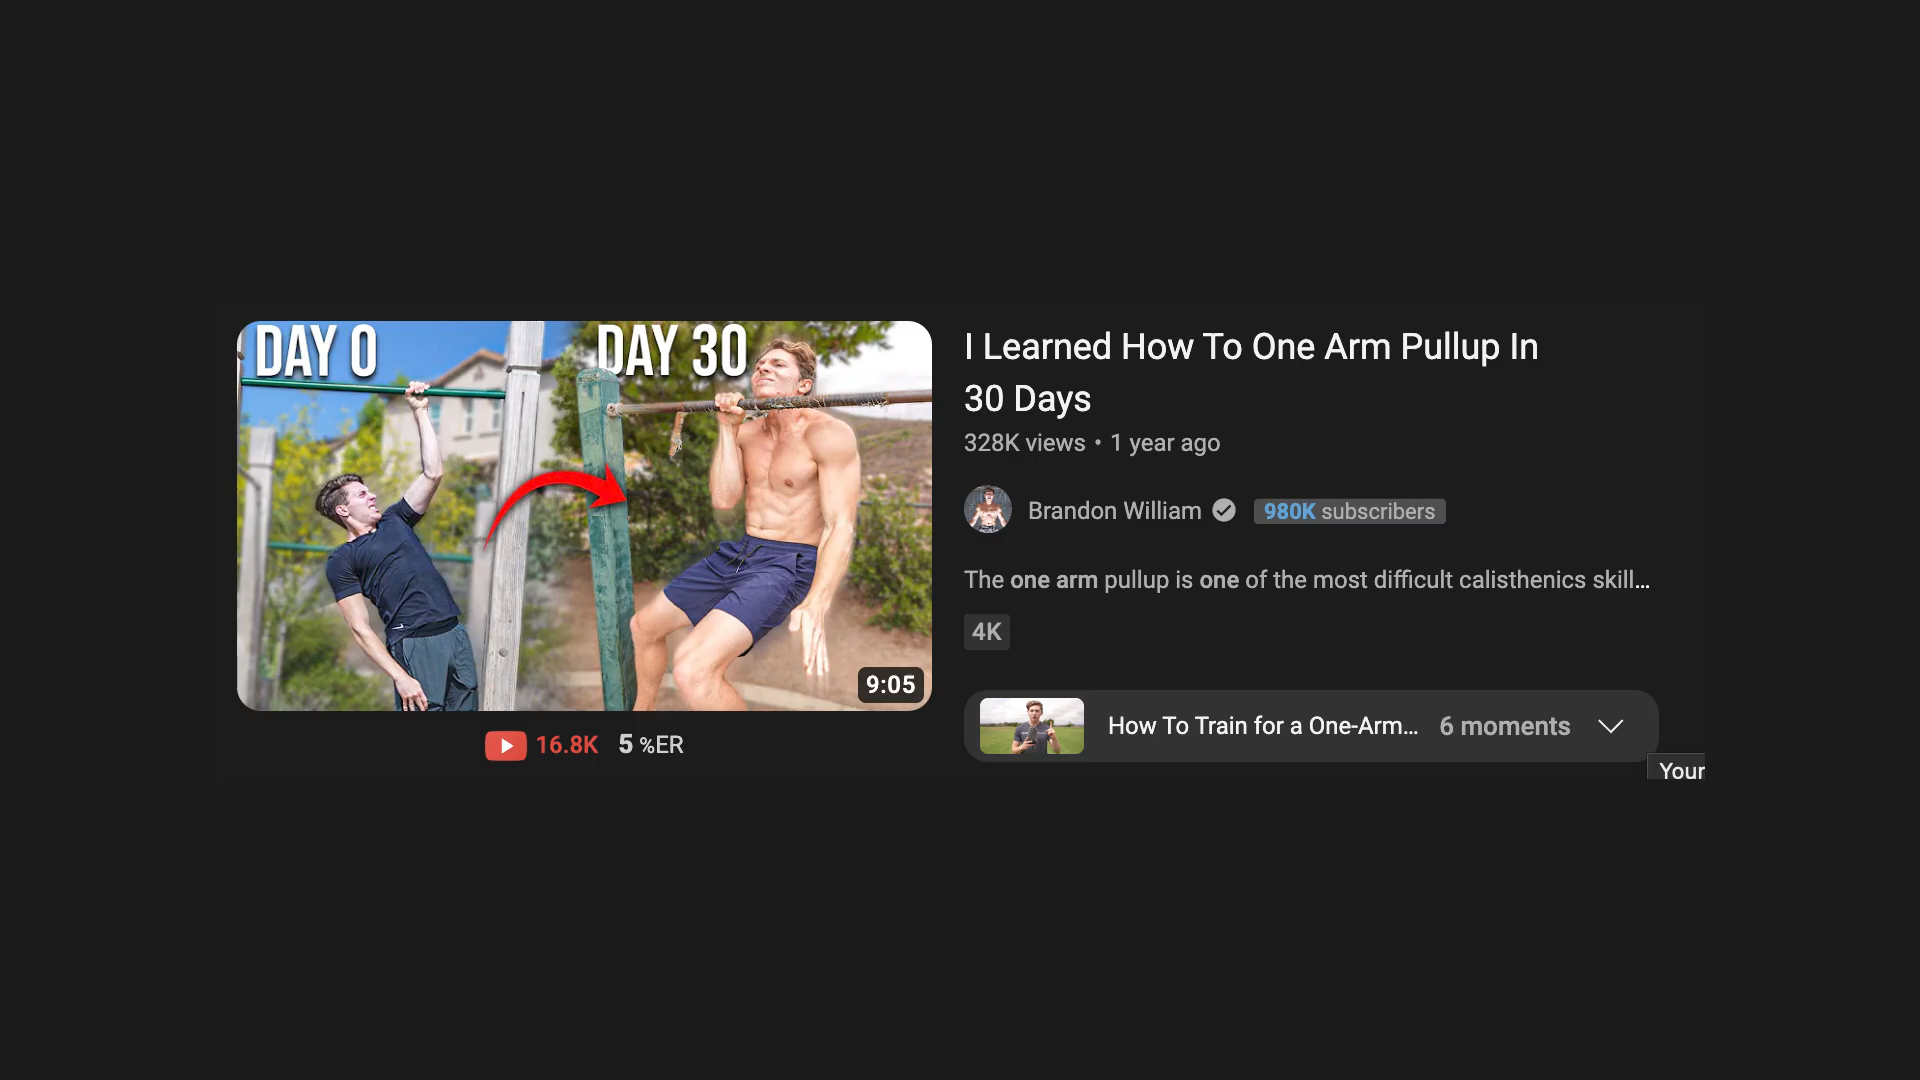 DAY 0
DAY 30
9:05
16.8K 5 %ER
I Learned How To One Arm Pullup In
30 Days
328K views • 1 year ago
Brandon William 980K subscribers
The one arm pullup is one of the most difficult calisthenics skill...
4K
How To Train for a One-Arm... 6 moments
Your